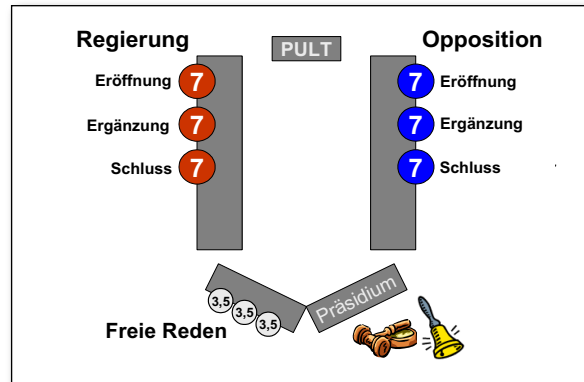 Regierung
PULT
Opposition
Eröffnung 7
7 Eröffnung
Ergänzung 7
7 Ergänzung
Schluss 7
7 Schluss
3,5
3,5
3,5
Präsidium
Freie Reden